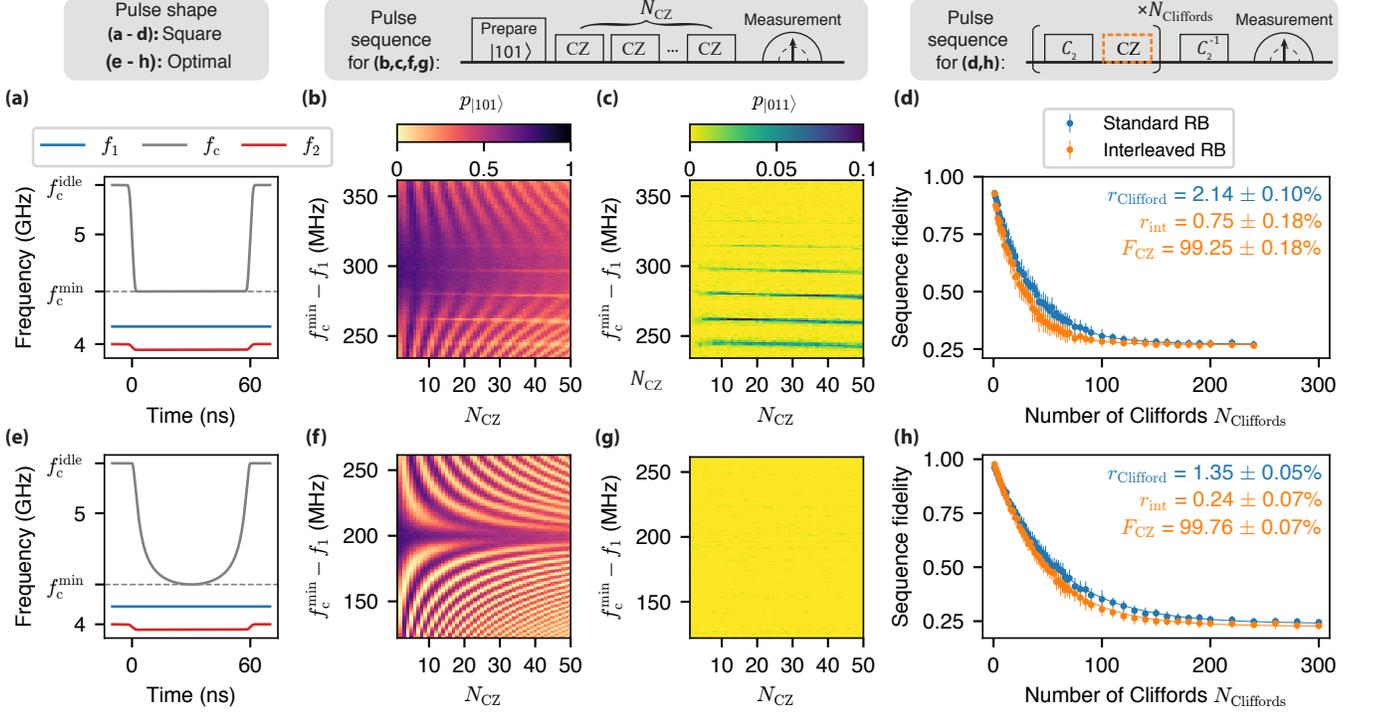 Pulse shape
(a - d): Square
(e - h): Optimal
Pulse
sequence
for (b,c,f,g):
N_CZ
Prepare
|101⟩
CZ CZ ... CZ
Measurement
Pulse
sequence
for (d,h):
×N_Cliffords
C_2 CZ C_2^-1
Measurement
(a)
f_1 f_c f_2
Frequency (GHz)
f_c^idle
5
f_c^min
4
0 60
Time (ns)
(b)
p_|101⟩
0 0.5 1
f_c^min − f_1 (MHz)
350
300
250
10 20 30 40 50
N_CZ
(c)
p_|011⟩
0 0.05 0.1
f_c^min − f_1 (MHz)
350
300
250
N_CZ
10 20 30 40 50
N_CZ
(d)
Standard RB
Interleaved RB
Sequence fidelity
1.00
0.75
0.50
0.25
r_Clifford = 2.14 ± 0.10%
r_int = 0.75 ± 0.18%
F_CZ = 99.25 ± 0.18%
0 100 200 300
Number of Cliffords N_Cliffords
(e)
Frequency (GHz)
f_c^idle
5
f_c^min
4
0 60
Time (ns)
(f)
f_c^min − f_1 (MHz)
250
200
150
10 20 30 40 50
N_CZ
(g)
f_c^min − f_1 (MHz)
250
200
150
10 20 30 40 50
N_CZ
(h)
Sequence fidelity
1.00
0.75
0.50
0.25
r_Clifford = 1.35 ± 0.05%
r_int = 0.24 ± 0.07%
F_CZ = 99.76 ± 0.07%
0 100 200 300
Number of Cliffords N_Cliffords